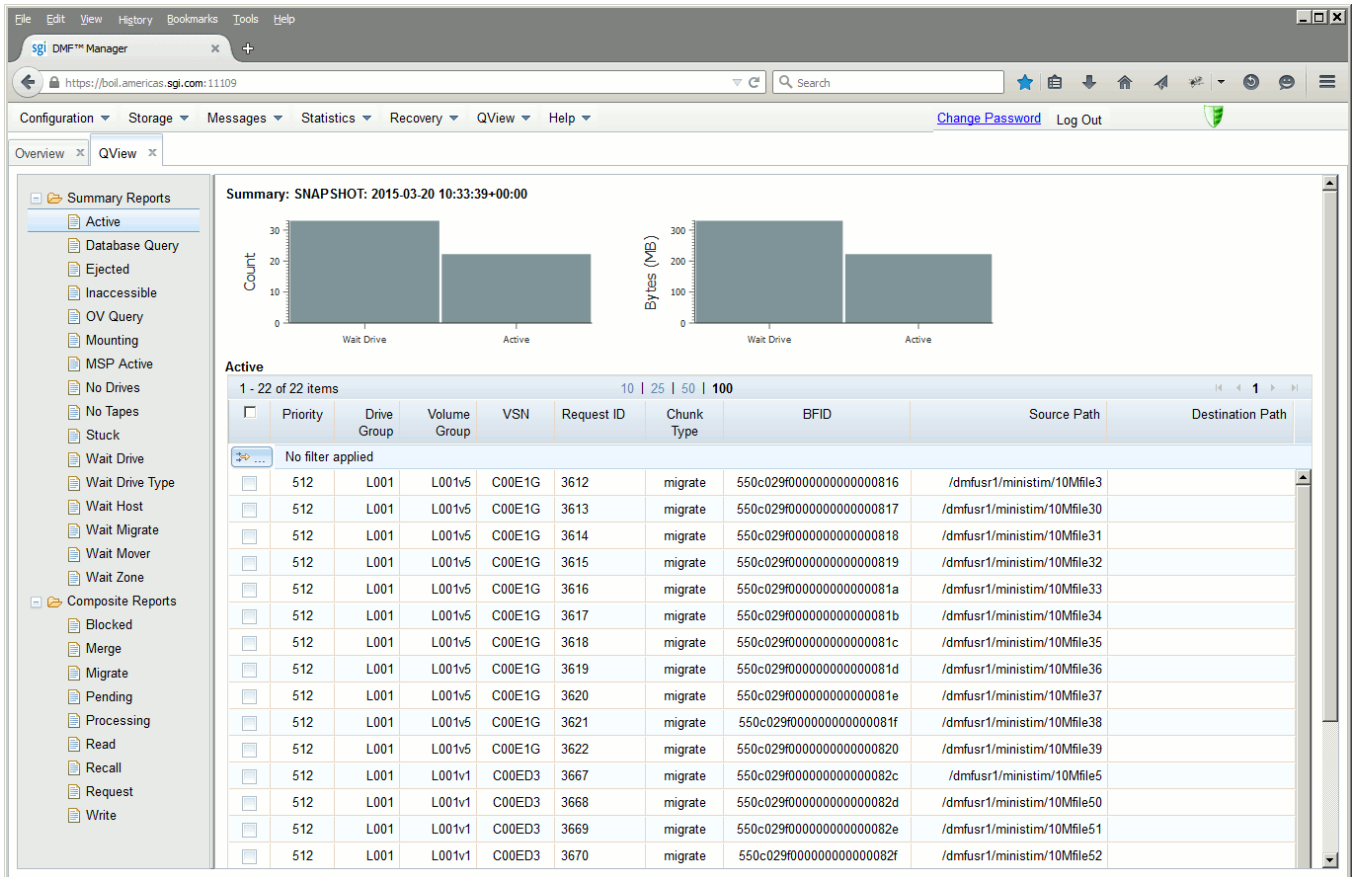 File Edit View History Bookmarks Tools Help
sgi DMF™ Manager
https://boil.americas.sgi.com:11109 Search
Configuration Storage Messages Statistics Recovery QView Help Change Password Log Out
Overview QView
Summary Reports
Active
Database Query
Ejected
Inaccessible
OV Query
Mounting
MSP Active
No Drives
No Tapes
Stuck
Wait Drive
Wait Drive Type
Wait Host
Wait Migrate
Wait Mover
Wait Zone
Composite Reports
Blocked
Merge
Migrate
Pending
Processing
Read
Recall
Request
Write
Summary: SNAPSHOT: 2015-03-20 10:33:39+00:00
Count
30
20
10
0
Wait Drive Active
Bytes (MB)
300
200
100
0
Wait Drive Active
Active
1 - 22 of 22 items 10 | 25 | 50 | 100 1
Priority Drive Group Volume Group VSN Request ID Chunk Type BFID Source Path Destination Path
... No filter applied
512 L001 L001v5 C00E1G 3612 migrate 550c029f0000000000000816 /dmfusr1/ministim/10Mfile3
512 L001 L001v5 C00E1G 3613 migrate 550c029f0000000000000817 /dmfusr1/ministim/10Mfile30
512 L001 L001v5 C00E1G 3614 migrate 550c029f0000000000000818 /dmfusr1/ministim/10Mfile31
512 L001 L001v5 C00E1G 3615 migrate 550c029f0000000000000819 /dmfusr1/ministim/10Mfile32
512 L001 L001v5 C00E1G 3616 migrate 550c029f000000000000081a /dmfusr1/ministim/10Mfile33
512 L001 L001v5 C00E1G 3617 migrate 550c029f000000000000081b /dmfusr1/ministim/10Mfile34
512 L001 L001v5 C00E1G 3618 migrate 550c029f000000000000081c /dmfusr1/ministim/10Mfile35
512 L001 L001v5 C00E1G 3619 migrate 550c029f000000000000081d /dmfusr1/ministim/10Mfile36
512 L001 L001v5 C00E1G 3620 migrate 550c029f000000000000081e /dmfusr1/ministim/10Mfile37
512 L001 L001v5 C00E1G 3621 migrate 550c029f000000000000081f /dmfusr1/ministim/10Mfile38
512 L001 L001v5 C00E1G 3622 migrate 550c029f0000000000000820 /dmfusr1/ministim/10Mfile39
512 L001 L001v1 C00ED3 3667 migrate 550c029f000000000000082c /dmfusr1/ministim/10Mfile5
512 L001 L001v1 C00ED3 3668 migrate 550c029f000000000000082d /dmfusr1/ministim/10Mfile50
512 L001 L001v1 C00ED3 3669 migrate 550c029f000000000000082e /dmfusr1/ministim/10Mfile51
512 L001 L001v1 C00ED3 3670 migrate 550c029f000000000000082f /dmfusr1/ministim/10Mfile52